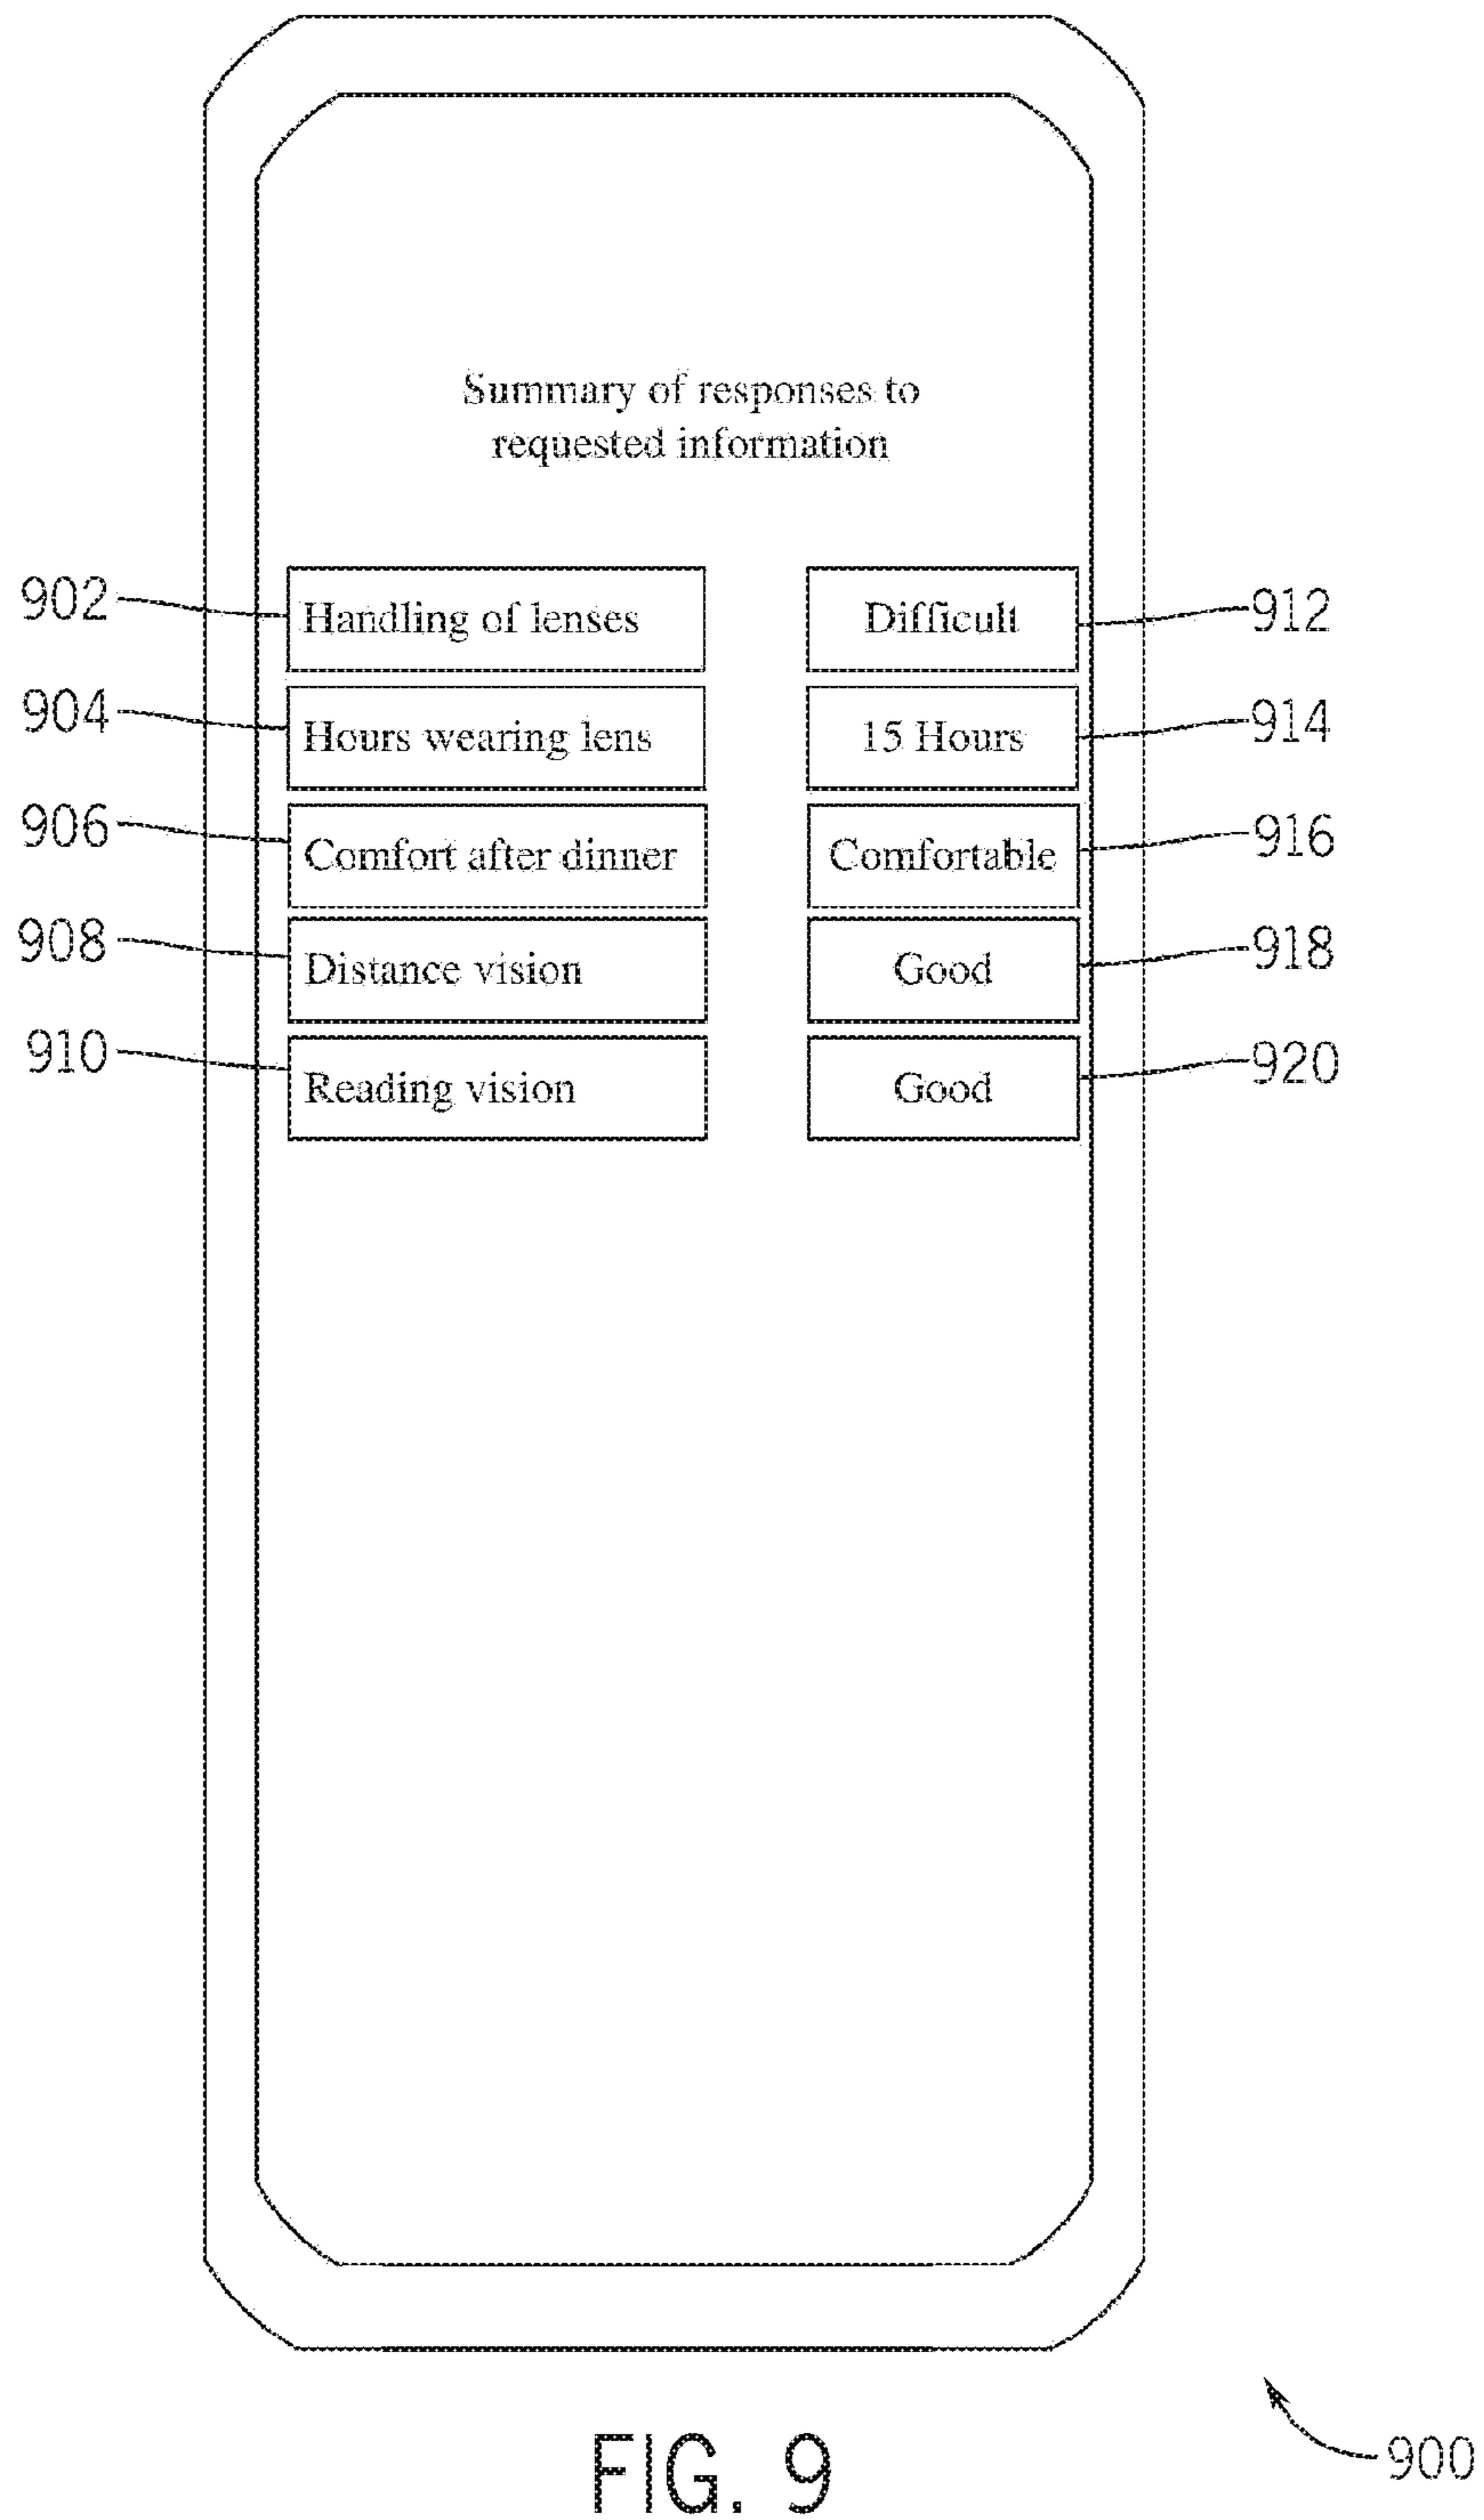 Summary of responses to
requested information
902 Handling of lenses Difficult 912
904 Hours wearing lens 15 Hours 914
906 Comfort after dinner Comfortable 916
908 Distance vision Good 918
910 Reading vision Good 920
900
FIG. 9